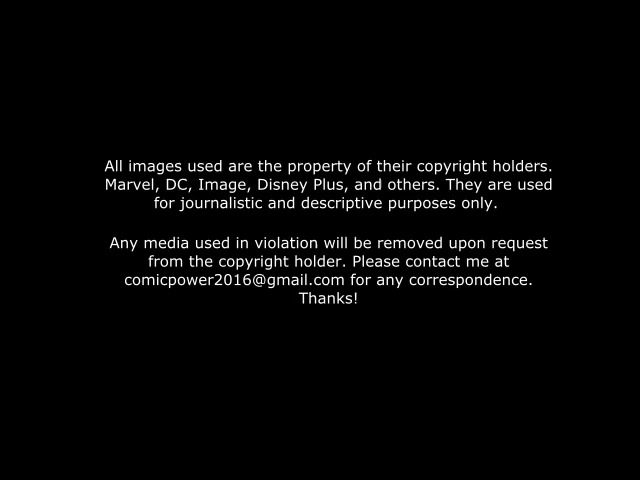 All images used are the property of their copyright holders.
Marvel, DC, Image, Disney Plus, and others. They are used
for journalistic and descriptive purposes only.
Any media used in violation will be removed upon request
from the copyright holder. Please contact me at
comicpower2016@gmail.com for any correspondence.
Thanks!